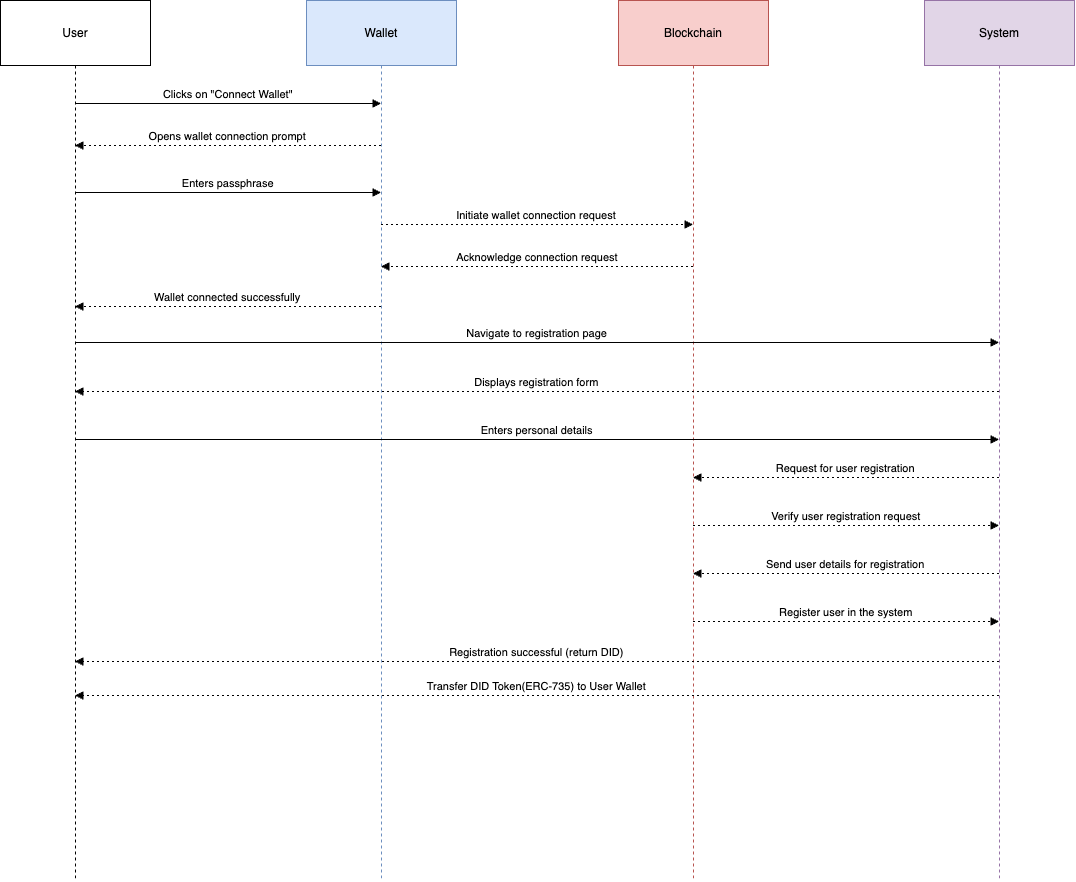 User
Wallet
Blockchain
System
Clicks on "Connect Wallet"
Opens wallet connection prompt
Enters passphrase
Initiate wallet connection request
Acknowledge connection request
Wallet connected successfully
Navigate to registration page
Displays registration form
Enters personal details
Request for user registration
Verify user registration request
Send user details for registration
Register user in the system
Registration successful (return DID)
Transfer DID Token(ERC-735) to User Wallet